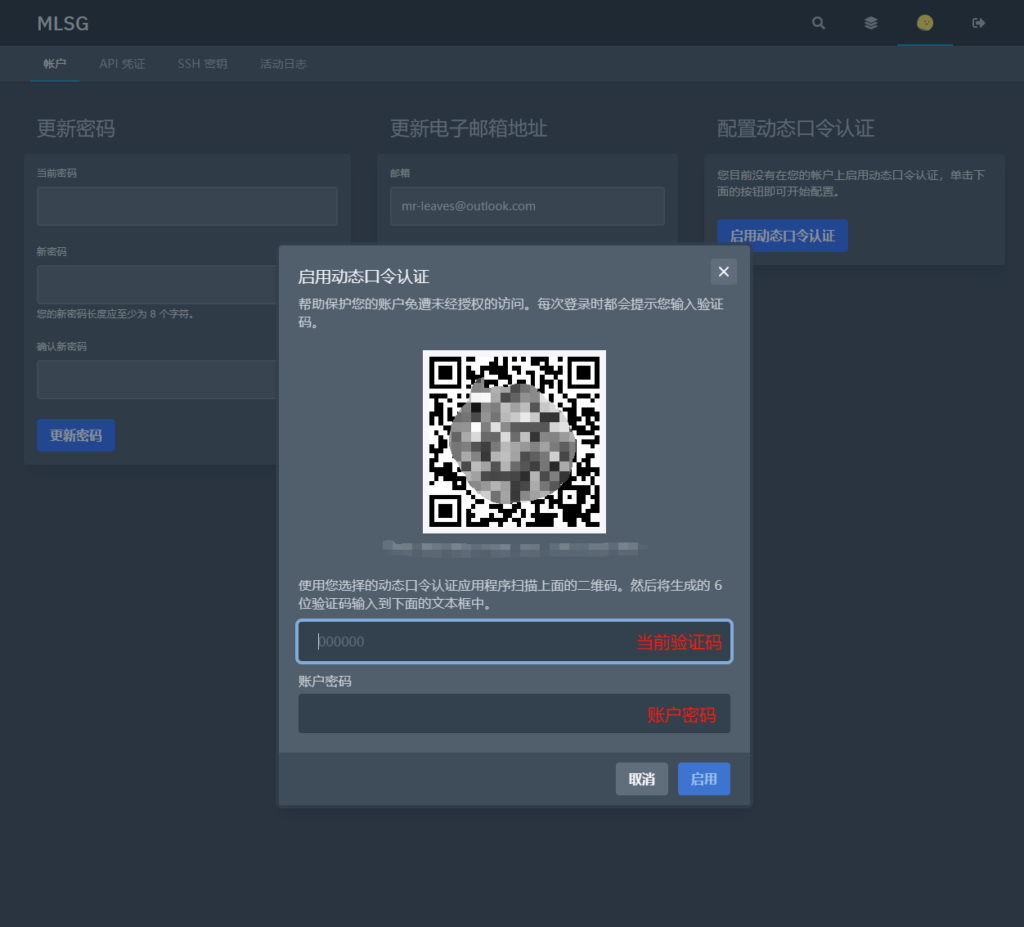 MLSG
帐户 API 凭证 SSH 密钥 活动日志
更新密码
当前密码
新密码
您的新密码长度应至少为 8 个字符。
确认新密码
更新密码
更新电子邮箱地址
邮箱
mr-leaves@outlook.com
配置动态口令认证
您目前没有在您的帐户上启用动态口令认证，单击下
面的按钮即可开始配置。
启用动态口令认证
启用动态口令认证
帮助保护您的账户免遭未经授权的访问。每次登录时都会提示您输入验证
码。
使用您选择的动态口令认证应用程序扫描上面的二维码。然后将生成的 6
位验证码输入到下面的文本框中。
000000 当前验证码
账户密码
账户密码
取消 启用